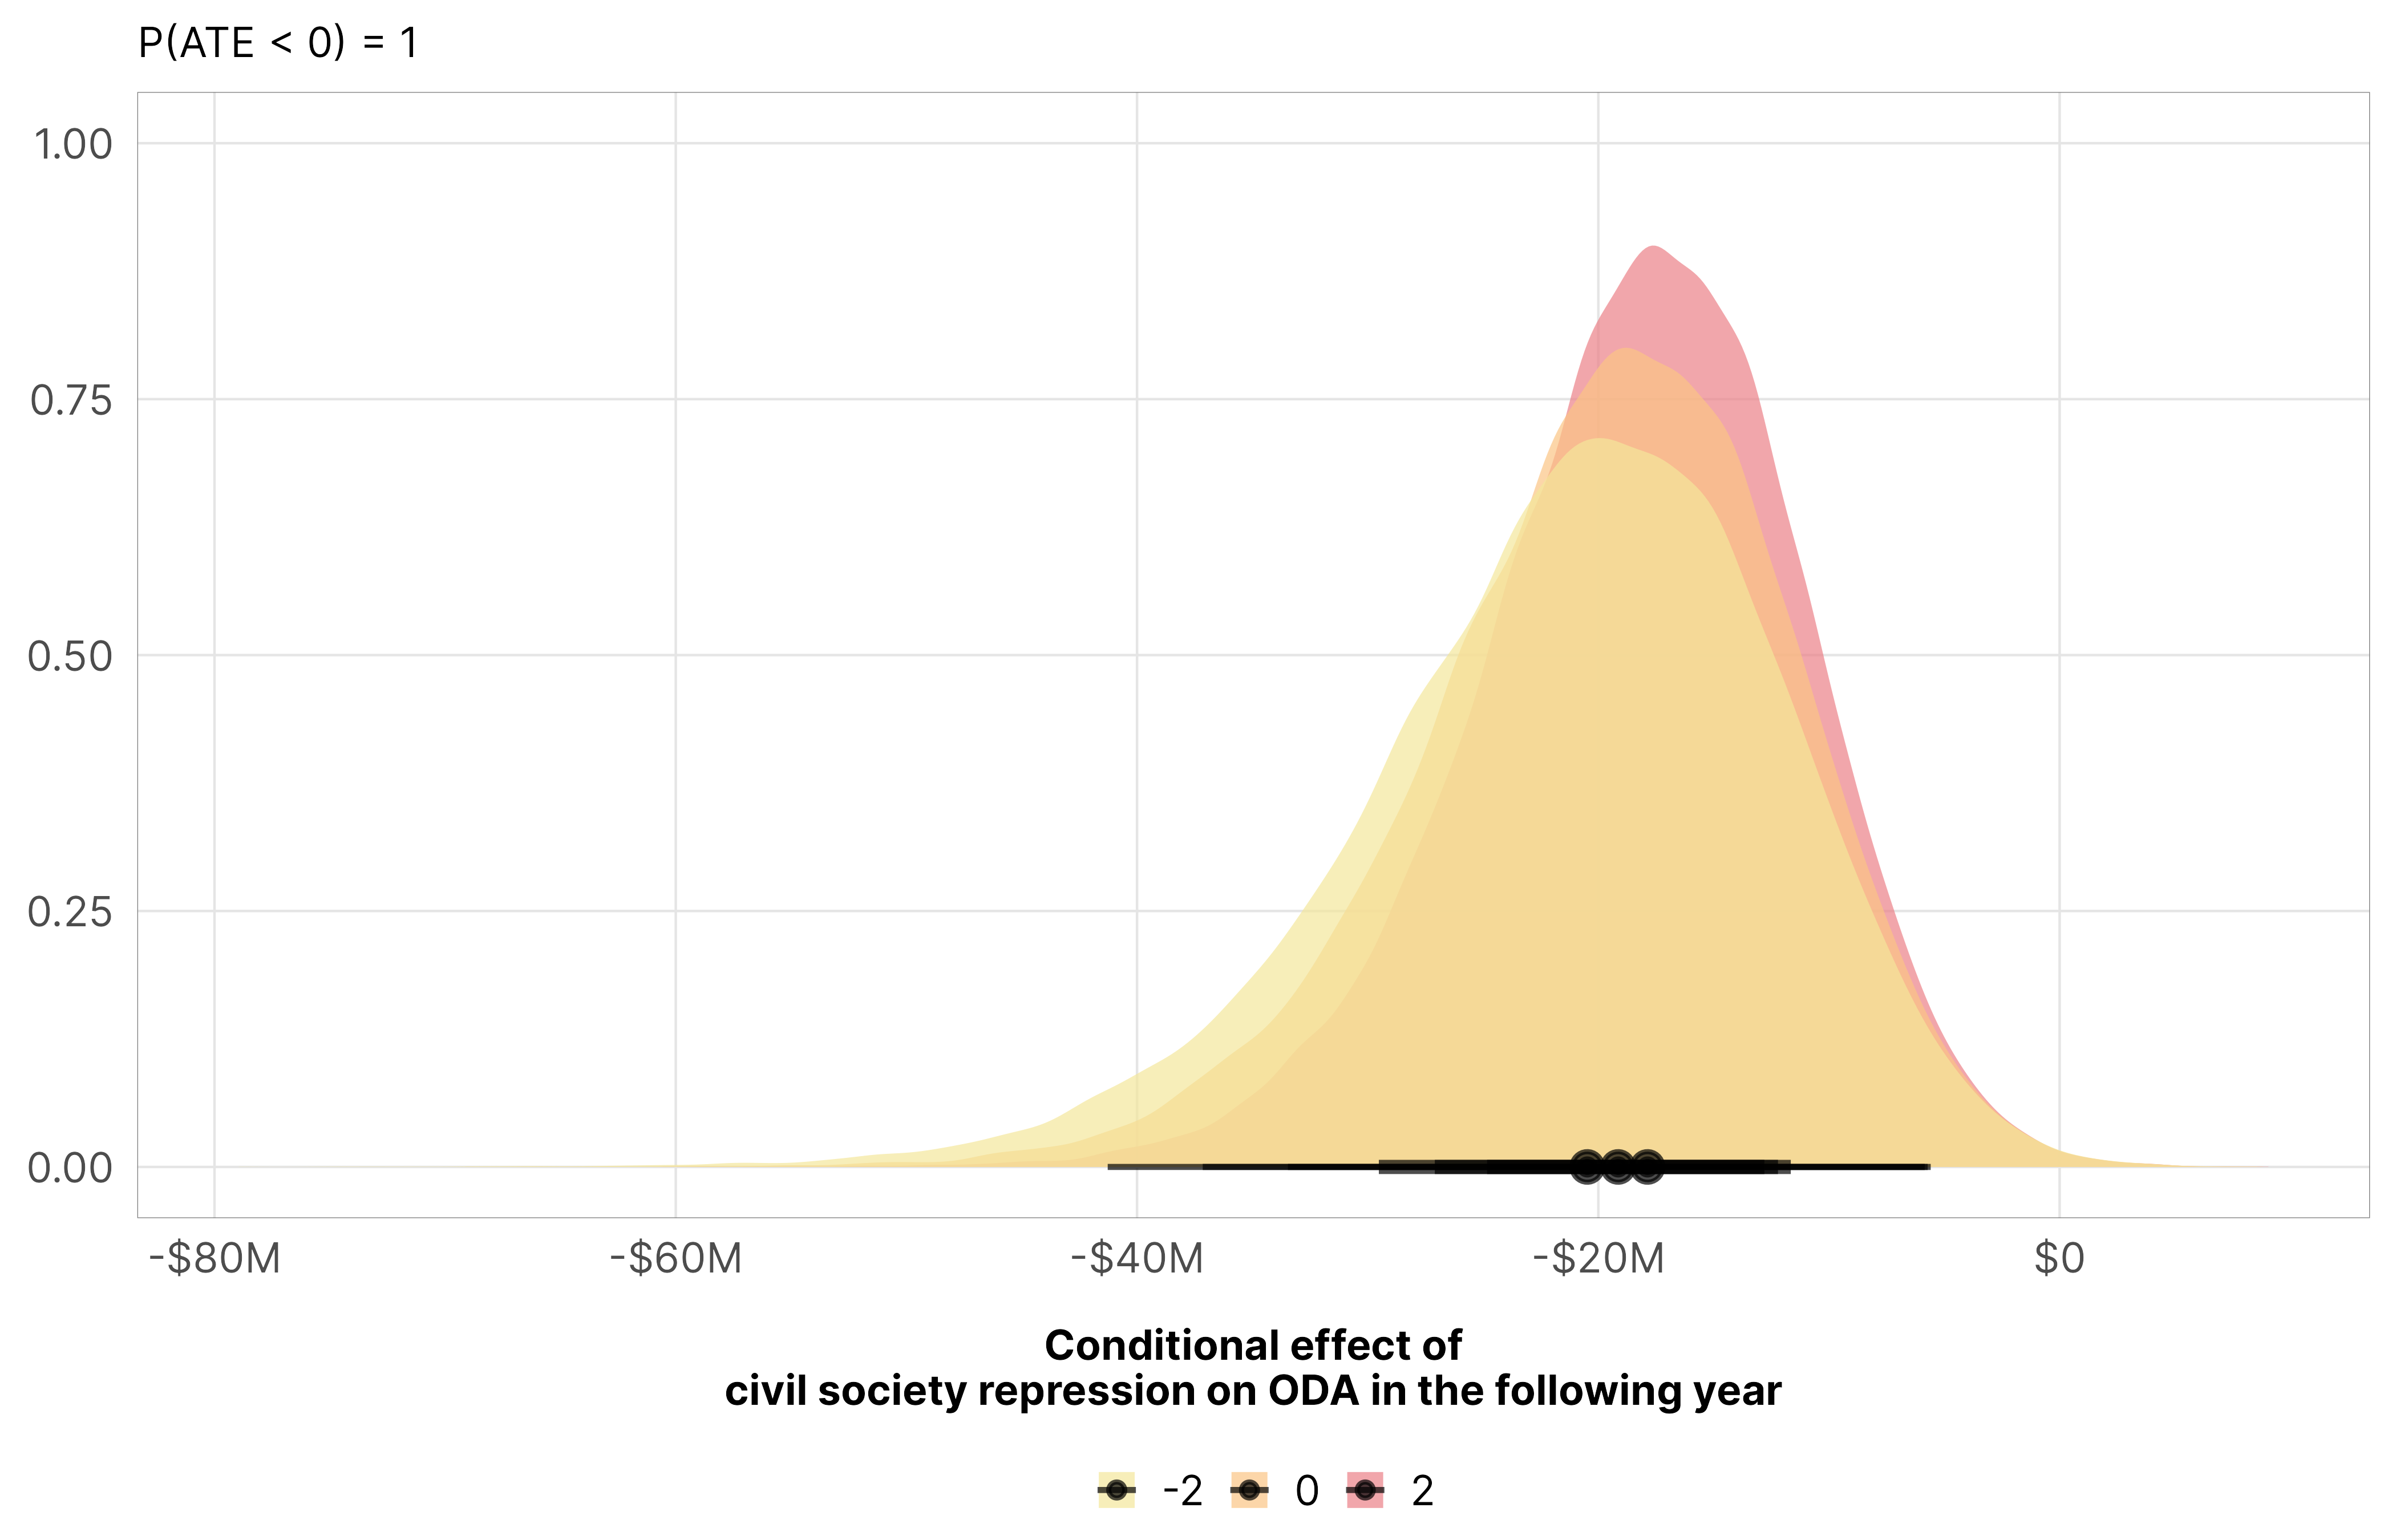 P(ATE < 0) = 1
1.00
0.75
0.50
0.25
0.00
-$80M
-$60M
-$40M
-$20M
$0
Conditional effect of
civil society repression on ODA in the following year
-2 0 2